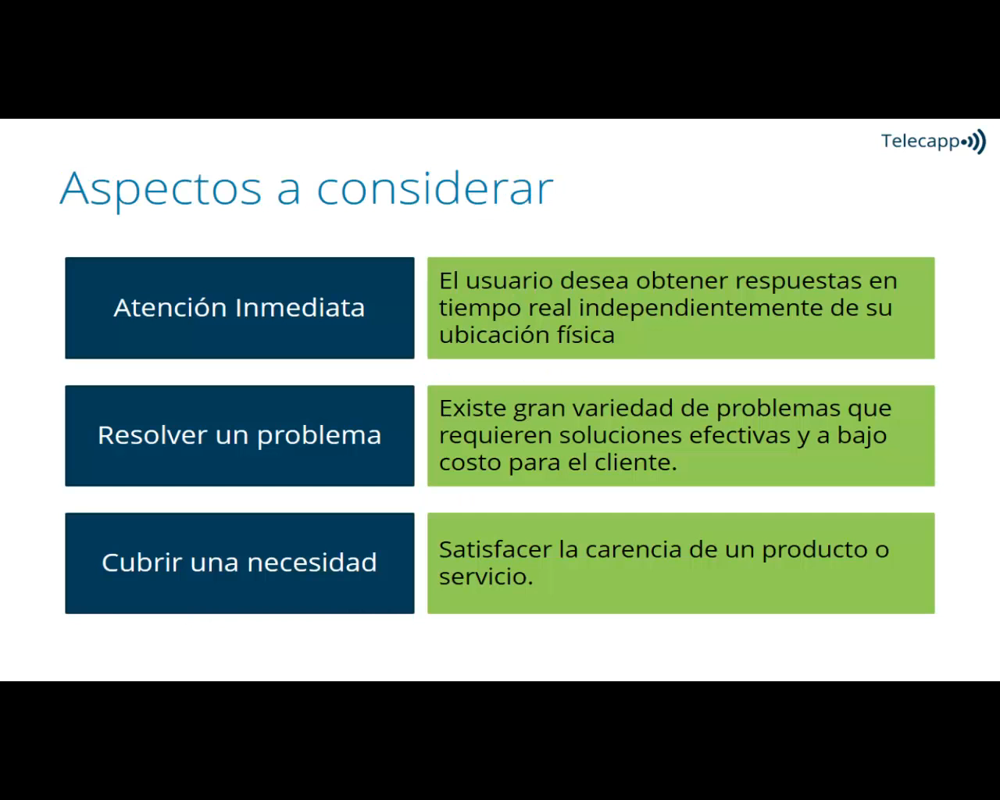 Telecapp
Aspectos a considerar
Atención Inmediata
El usuario desea obtener respuestas en
tiempo real independientemente de su
ubicación física
Resolver un problema
Existe gran variedad de problemas que
requieren soluciones efectivas y a bajo
costo para el cliente.
Cubrir una necesidad
Satisfacer la carencia de un producto o
servicio.